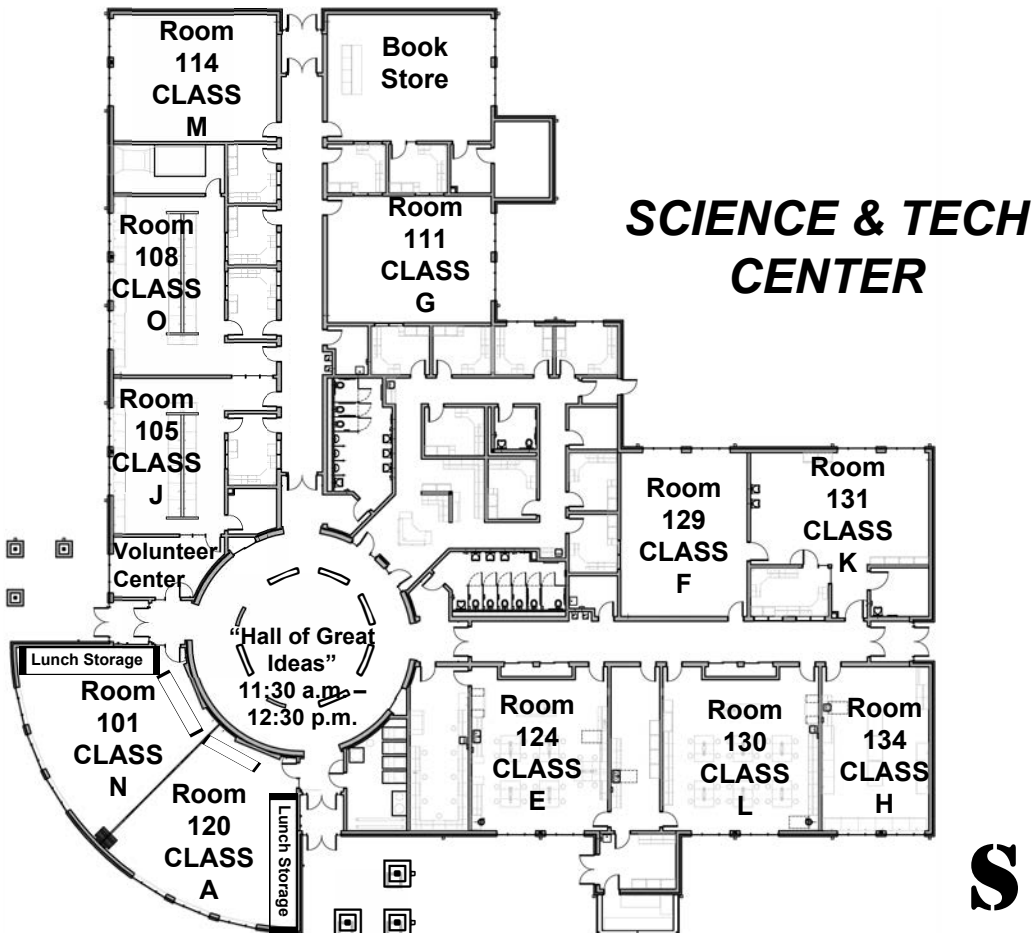 Room
114
CLASS
M
Book
Store
Room
111
CLASS
G
SCIENCE & TECH
CENTER
Room
108
CLASS
O
Room
105
CLASS
J
Room
129
CLASS
F
Room
131
CLASS
K
Volunteer
Center
“Hall of Great
Ideas”
11:30 a.m. –
12:30 p.m.
Lunch Storage
Room
101
CLASS
N
Room
120
CLASS
A
Lunch Storage
Room
124
CLASS
E
Room
130
CLASS
L
Room
134
CLASS
H
S